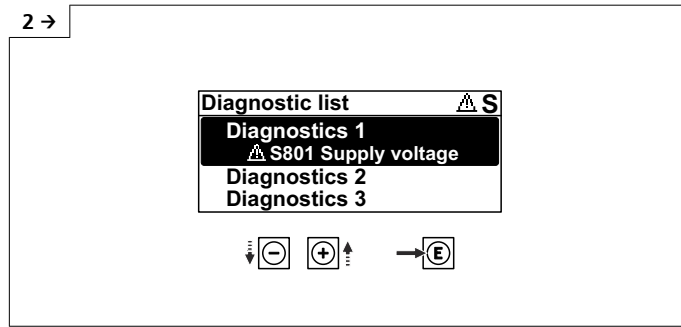 2 →
Diagnostic list ⚠ S
Diagnostics 1
⚠ S801 Supply voltage
Diagnostics 2
Diagnostics 3
− + E